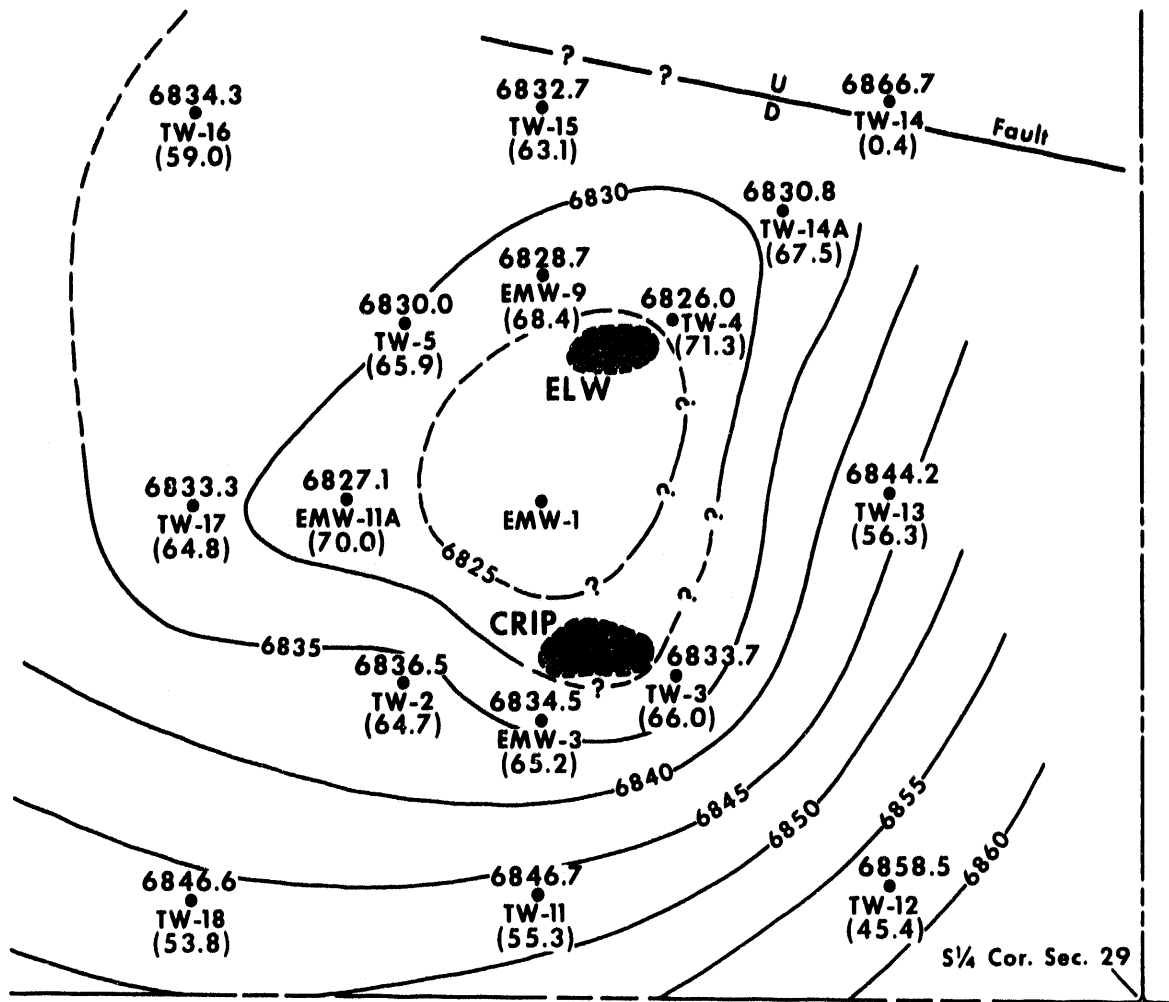 ?
?
U
D
Fault
6834.3
TW-16
(59.0)
6832.7
TW-15
(63.1)
6866.7
TW-14
(0.4)
6830
6830.8
TW-14A
(67.5)
6828.7
EMW-9
(68.4)
6830.0
TW-5
(65.9)
6826.0
TW-4
(71.3)
ELW
?
6833.3
TW-17
(64.8)
6827.1
EMW-11A
(70.0)
EMW-1
?
?
6844.2
TW-13
(56.3)
6825
?
?
CRIP
6835
6836.5
TW-2
(64.7)
?
6834.5
EMW-3
(65.2)
6833.7
TW-3
(66.0)
6840
6845
6850
6855
6860
6846.6
TW-18
(53.8)
6846.7
TW-11
(55.3)
6858.5
TW-12
(45.4)
S¼ Cor. Sec. 29